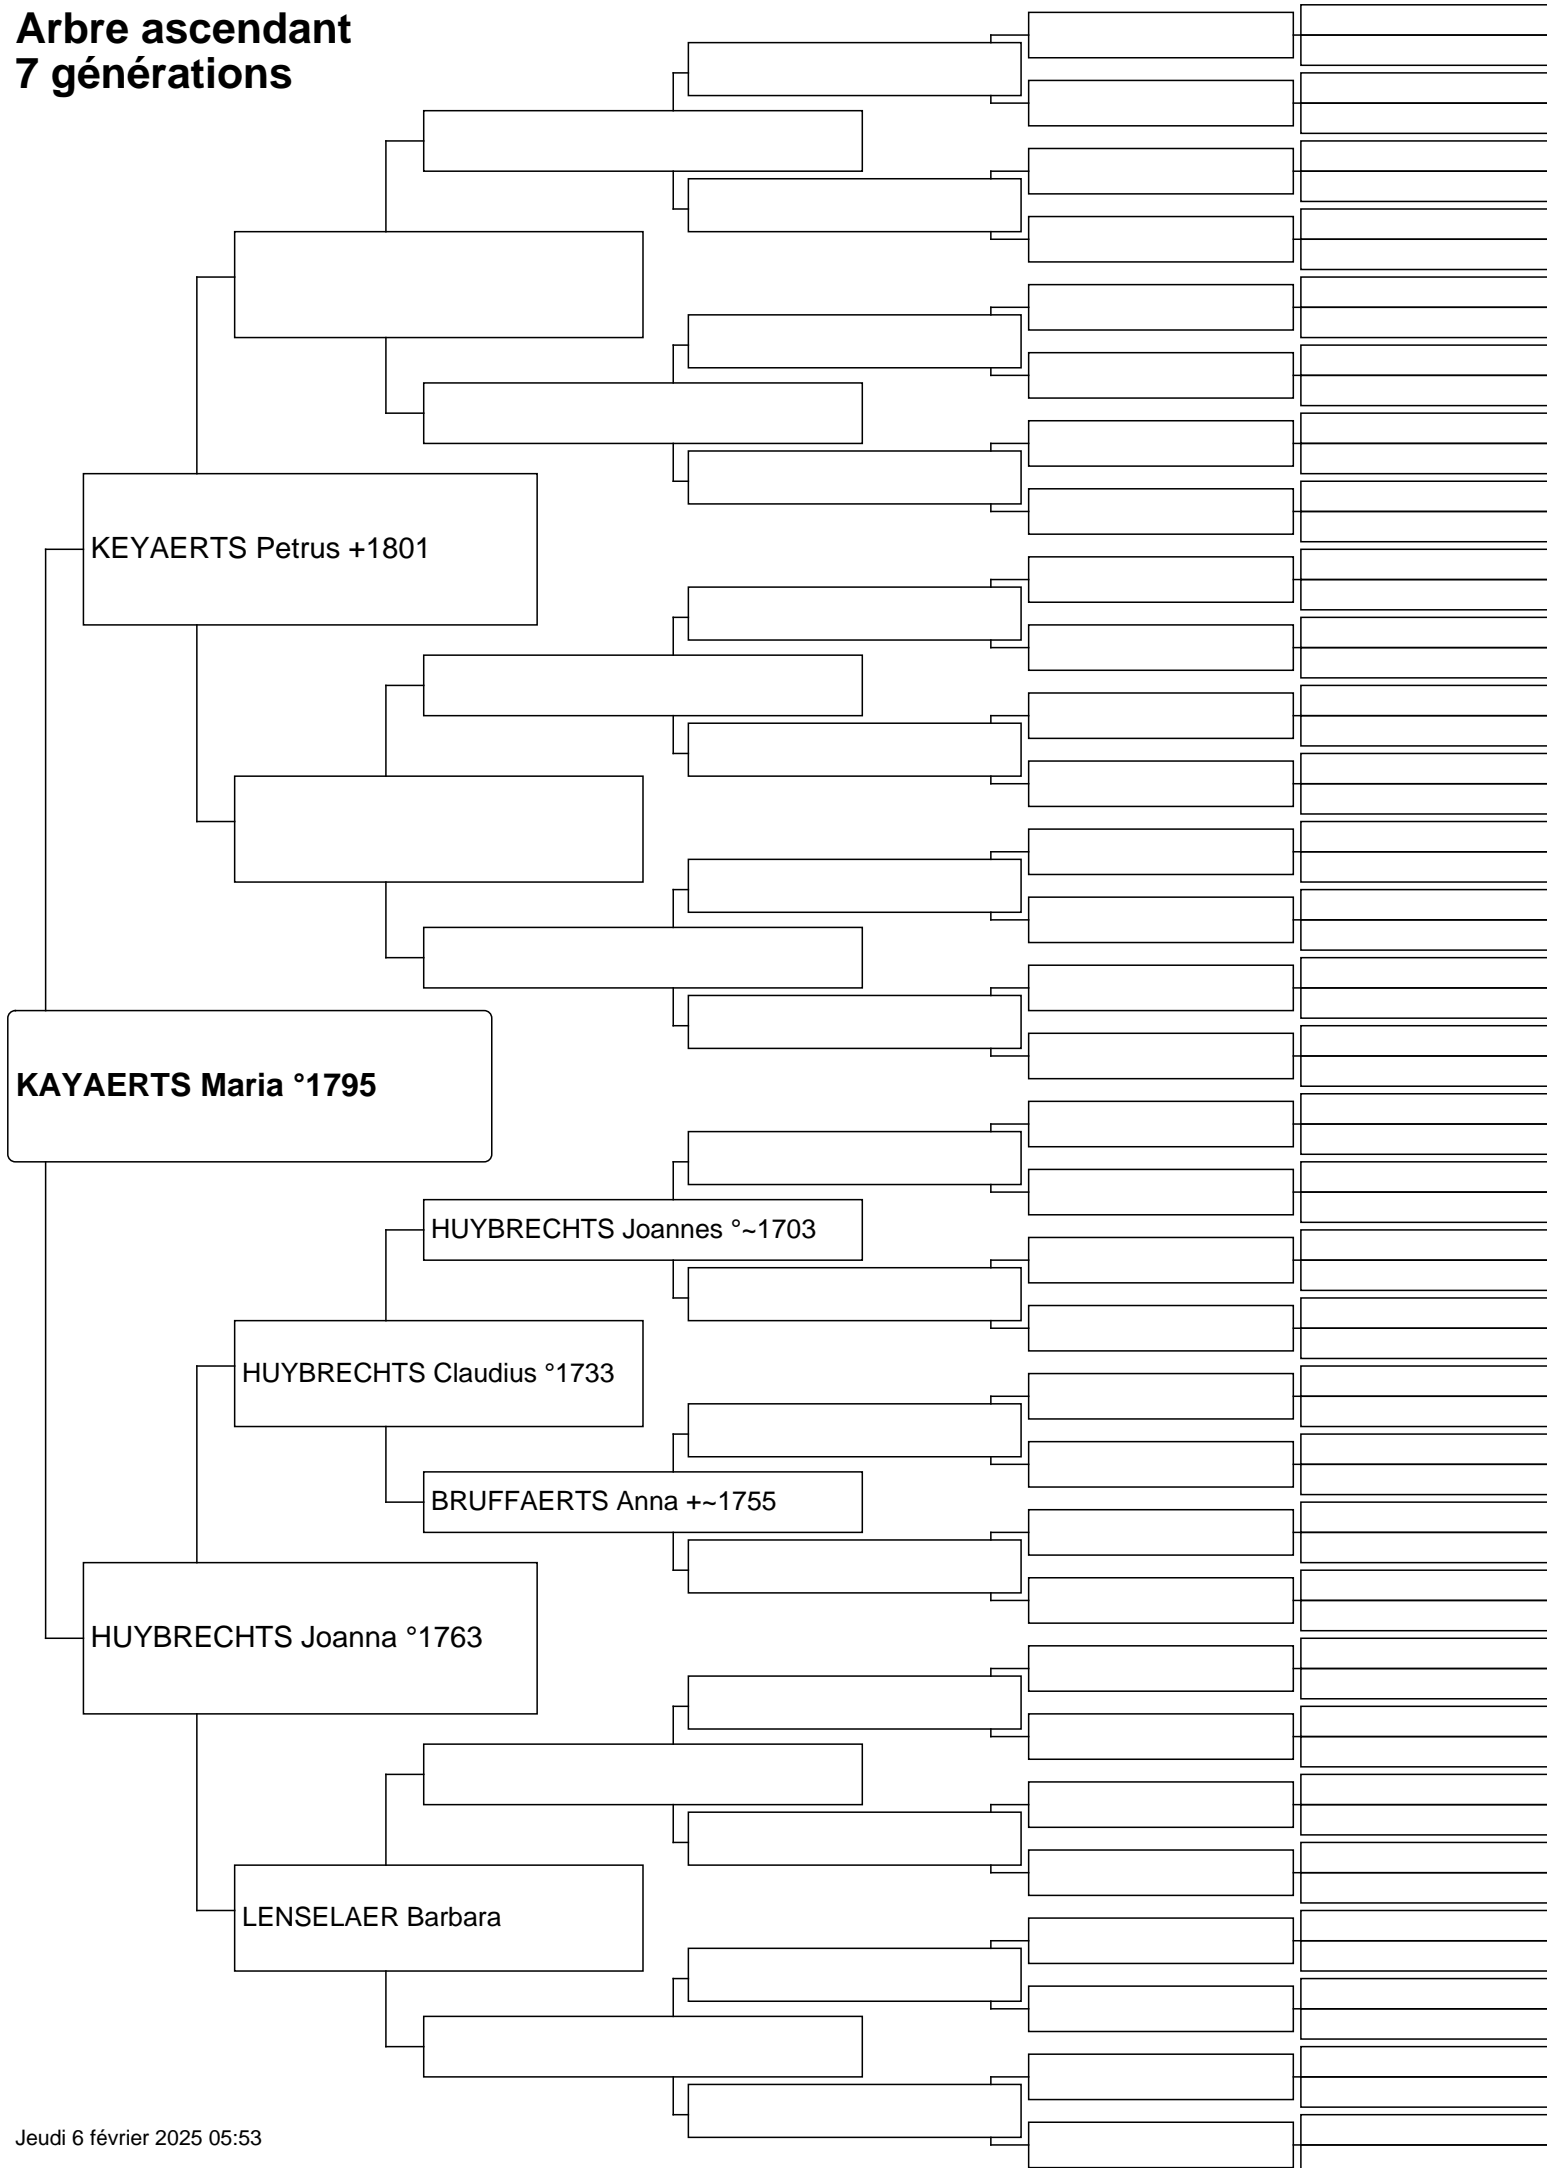 Arbre ascendant
7 générations
KEYAERTS Petrus +1801
KAYAERTS Maria °1795
HUYBRECHTS Joannes °~1703
HUYBRECHTS Claudius °1733
BRUFFAERTS Anna +~1755
HUYBRECHTS Joanna °1763
LENSELAER Barbara
Jeudi 6 février 2025 05:53